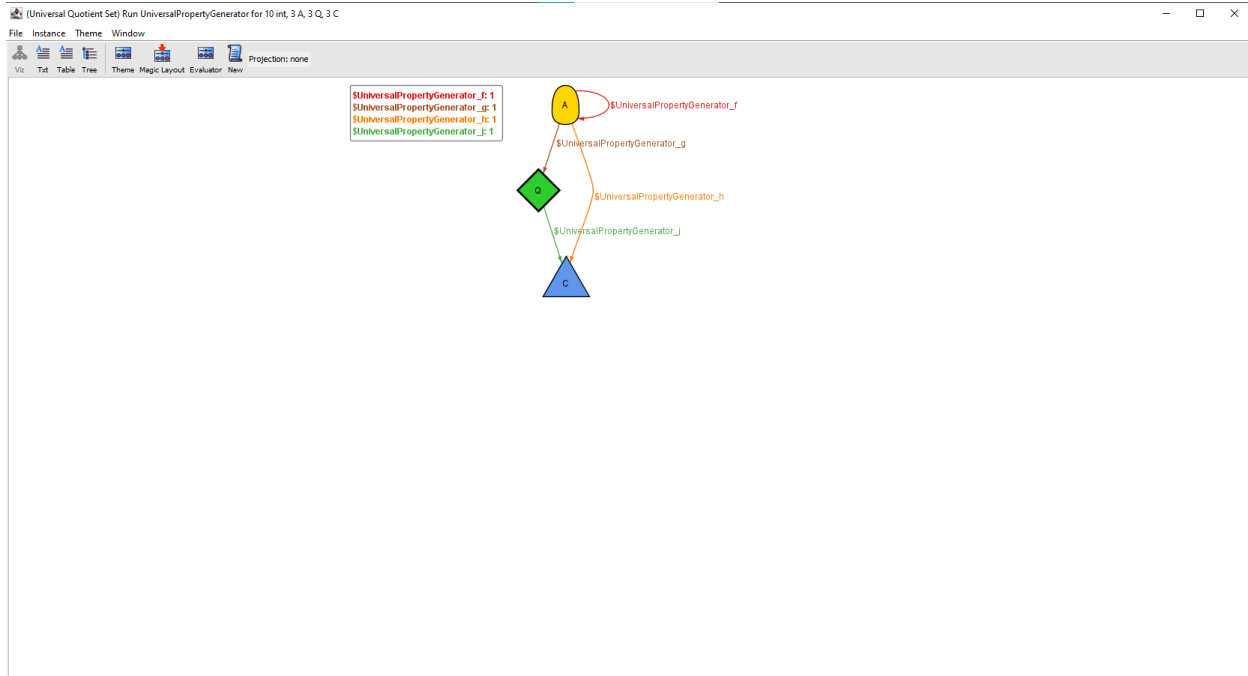 (Universal Quotient Set) Run UniversalPropertyGenerator for 10 int, 3 A, 3 Q, 3 C
File Instance Theme Window
Viz Txt Table Tree Theme Magic Layout Evaluator New Projection: none
$UniversalPropertyGenerator_f: 1
$UniversalPropertyGenerator_g: 1
$UniversalPropertyGenerator_h: 1
$UniversalPropertyGenerator_j: 1
A
$UniversalPropertyGenerator_f
$UniversalPropertyGenerator_g
Q
$UniversalPropertyGenerator_h
$UniversalPropertyGenerator_j
C